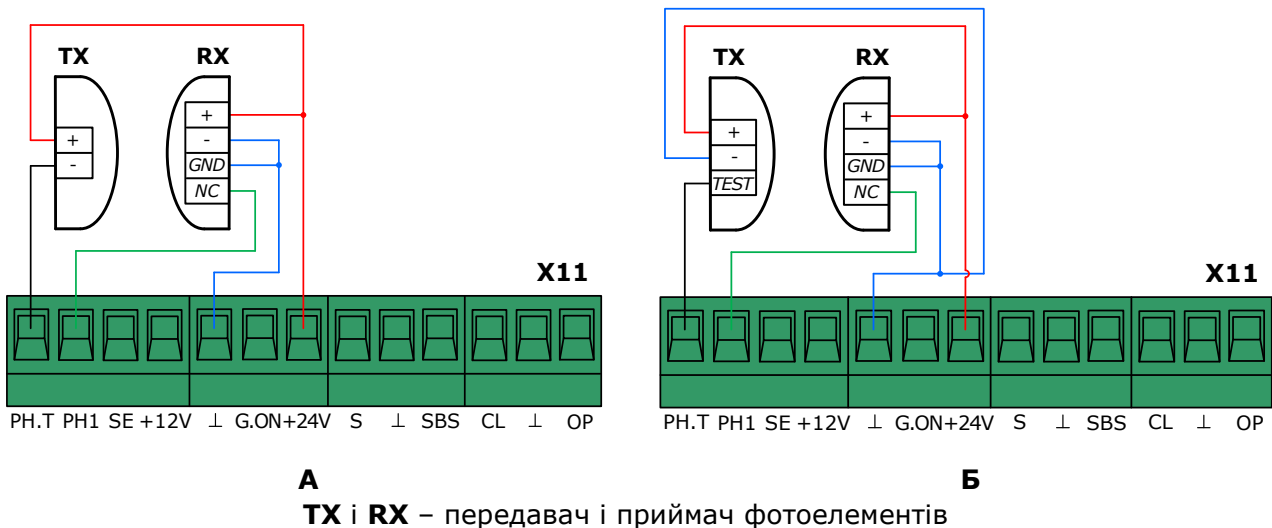 TX RX TX RX
+ +
- -
GND
NC
+ +
- -
TEST GND
NC
X11 X11
PH.T PH1 SE +12V ⊥ G.ON+24V S ⊥ SBS CL ⊥ OP
PH.T PH1 SE +12V ⊥ G.ON+24V S ⊥ SBS CL ⊥ OP
А Б
TX і RX – передавач і приймач фотоелементів